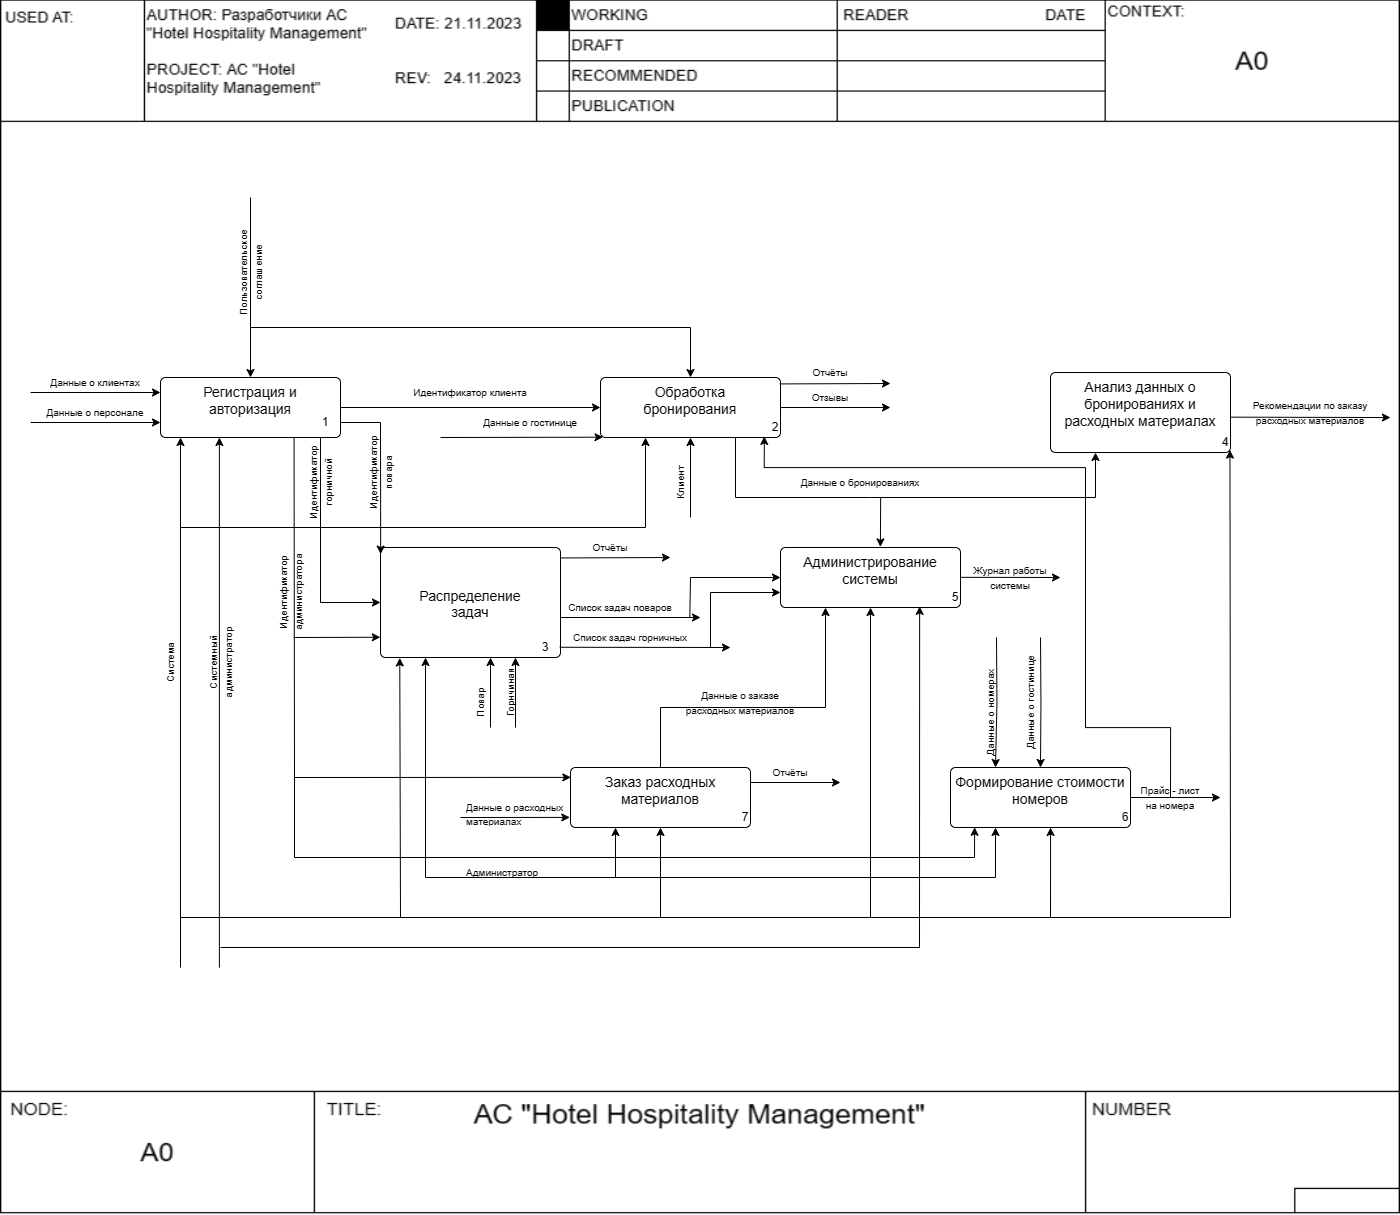 USED AT:
AUTHOR: Разработчики АС
"Hotel Hospitality Management"
DATE: 21.11.2023
PROJECT: АС "Hotel
Hospitality Management"
REV: 24.11.2023
WORKING
DRAFT
RECOMMENDED
PUBLICATION
READER
DATE
CONTEXT:
A0
Пользовательское
соглашение
Данные о клиентах
Данные о персонале
Регистрация и
авторизация
1
Идентификатор клиента
Данные о гостинице
Обработка
бронирования
2
Отчёты
Отзывы
Анализ данных о
бронированиях и
расходных материалах
4
Рекомендации по заказу
расходных материалов
Идентификатор
горничной
Идентификатор
повара
Клиент
Данные о бронированиях
Идентификатор
администратора
Распределение
задач
3
Отчёты
Список задач поваров
Список задач горничных
Администрирование
системы
5
Журнал работы
системы
Система
Системный
администратор
Повар
Горнчиная
Данные о заказе
расходных материалов
Данные о номерах
Данные о гостинице
Заказ расходных
материалов
7
Отчёты
Данные о расходных
материалах
Формирование стоимости
номеров
6
Прайс - лист
на номера
Администратор
NODE:
A0
TITLE:
АС "Hotel Hospitality Management"
NUMBER